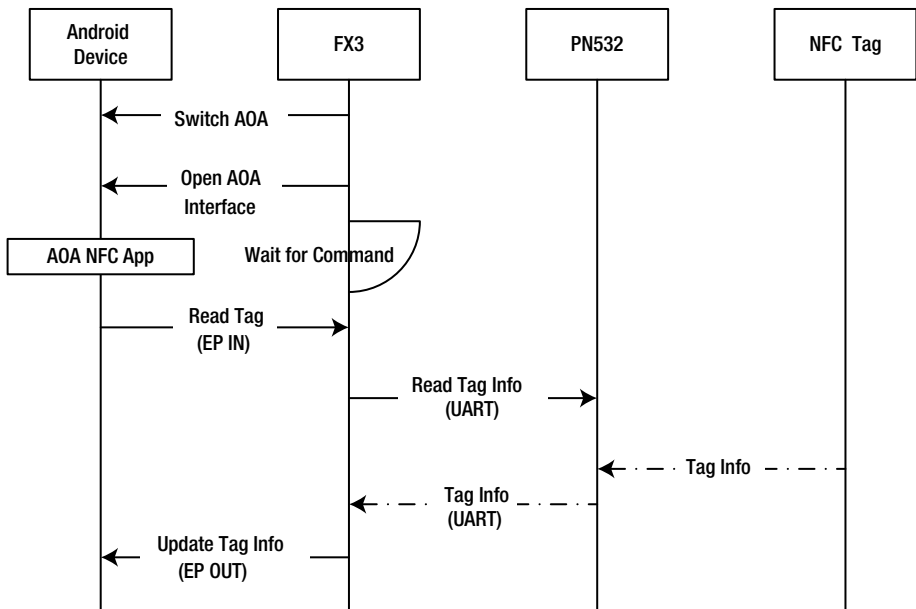 Android
Device
FX3
PN532
NFC Tag
Switch AOA
Open AOA
Interface
AOA NFC App
Wait for Command
Read Tag
(EP IN)
Read Tag Info
(UART)
Tag Info
Tag Info
(UART)
Update Tag Info
(EP OUT)